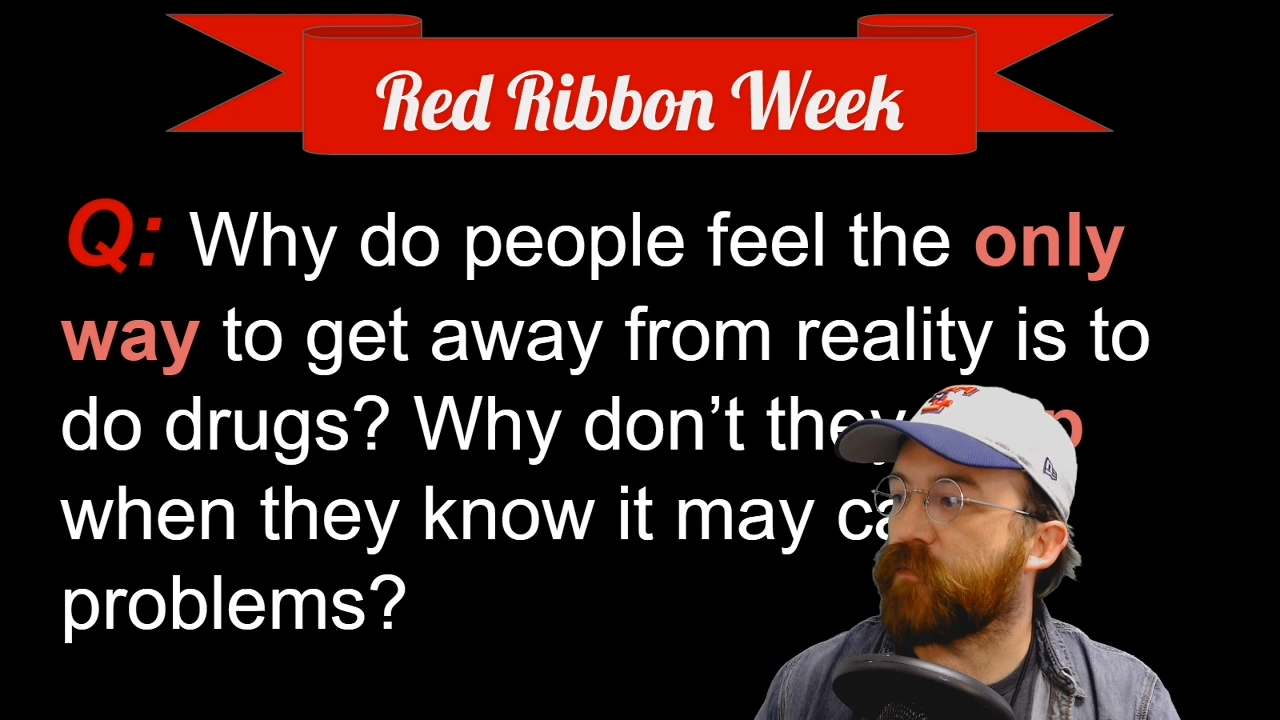 Red Ribbon Week
Q: Why do people feel the only
way to get away from reality is to
do drugs? Why don’t they
when they know it may
problems?